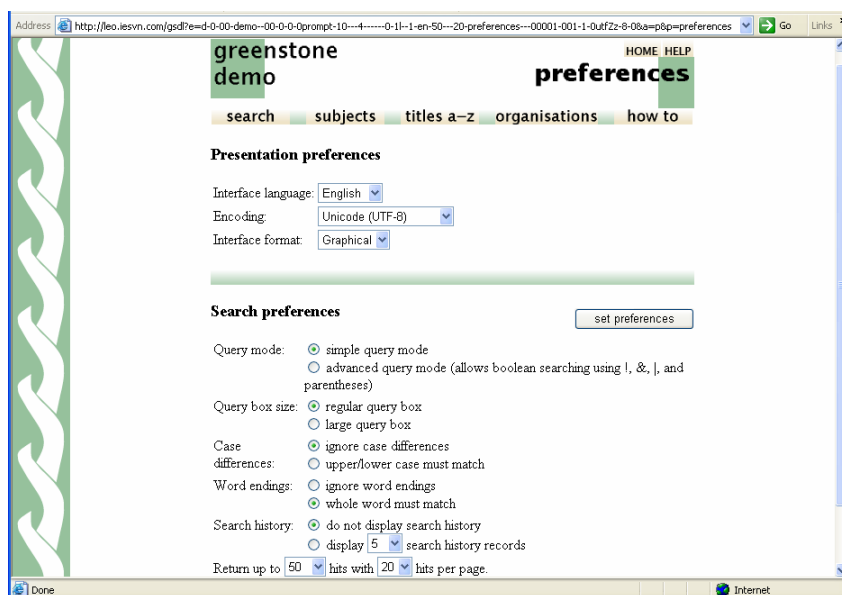 Address http://leo.iesvn.com/gsdl?e=d-0-00-demo--00-0-0-0prompt-10---4------0-1l--1-en-50---20-preferences---00001-001-1-0utfZz-8-0&a=p&p=preferences Go Links
greenstone demo
HOME HELP
preferences
search subjects titles a–z organisations how to
Presentation preferences
Interface language: English
Encoding: Unicode (UTF-8)
Interface format: Graphical
Search preferences
set preferences
Query mode: simple query mode
advanced query mode (allows boolean searching using !, &, |, and
parentheses)
Query box size: regular query box
large query box
Case differences: ignore case differences
upper/lower case must match
Word endings: ignore word endings
whole word must match
Search history: do not display search history
display 5 search history records
Return up to 50 hits with 20 hits per page.
Done Internet